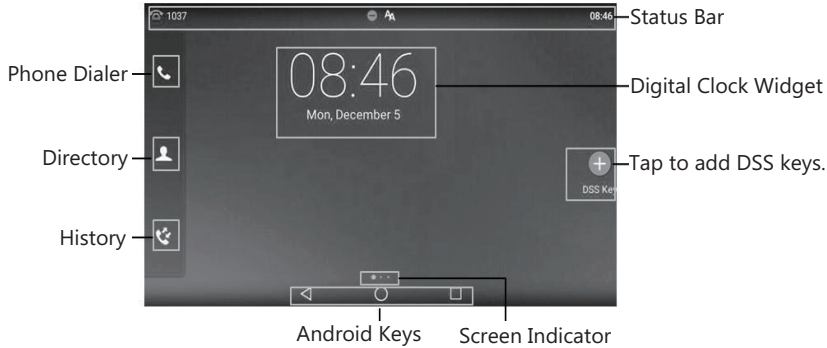 1037
08:46
Status Bar
Phone Dialer
08:46
Mon, December 5
Digital Clock Widget
Directory
Tap to add DSS keys.
DSS Key
History
Android Keys
Screen Indicator